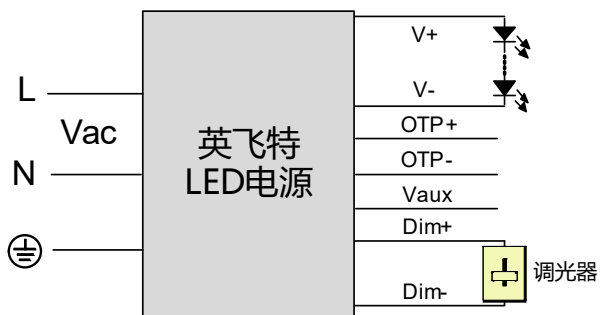 L
Vac
N
英飞特
LED电源
V+
V-
OTP+
OTP-
Vaux
Dim+
Dim-
调光器